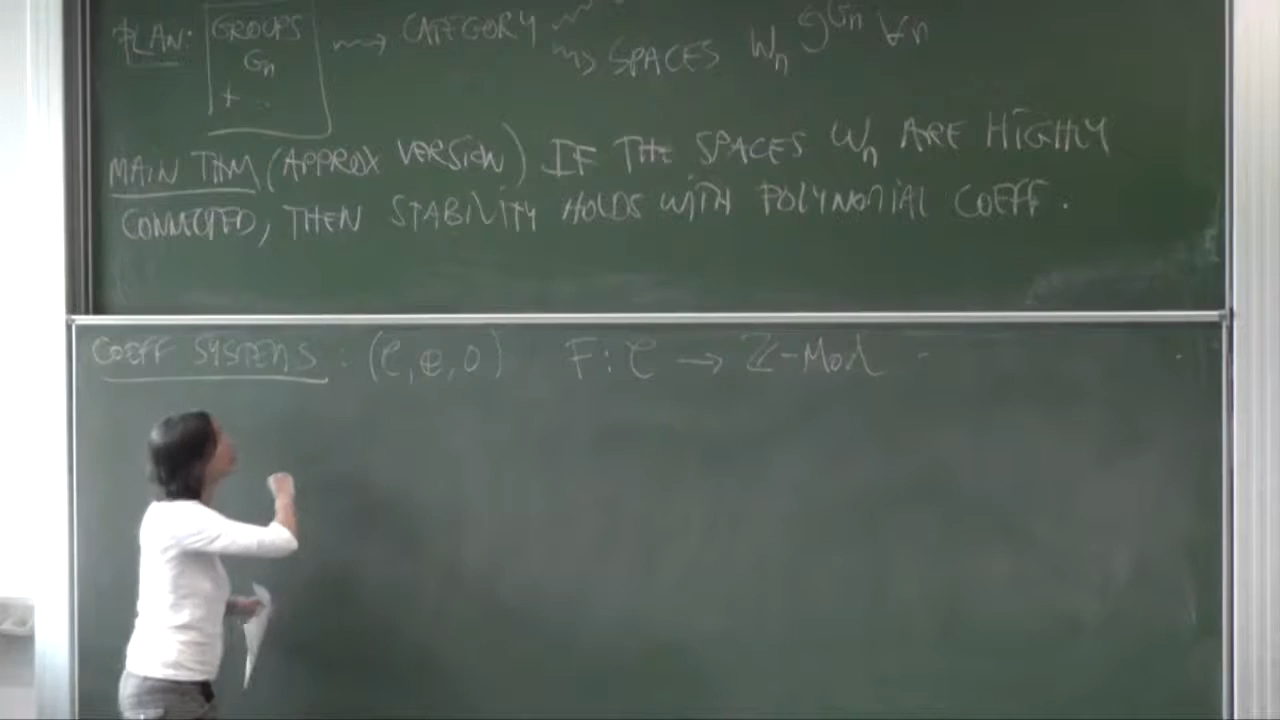 PLAN: GROUPS ⇝ CATEGORY ⇝
Gn ⇝ SPACES Wn ↺Gn ∀n
+ ..
MAIN THM (APPROX VERSION) IF THE SPACES Wn ARE HIGHLY
CONNECTED, THEN STABILITY HOLDS WITH POLYNOMIAL COEFF.
COEFF SYSTEMS : (C, ⊕, 0) F : C → Z-Mod